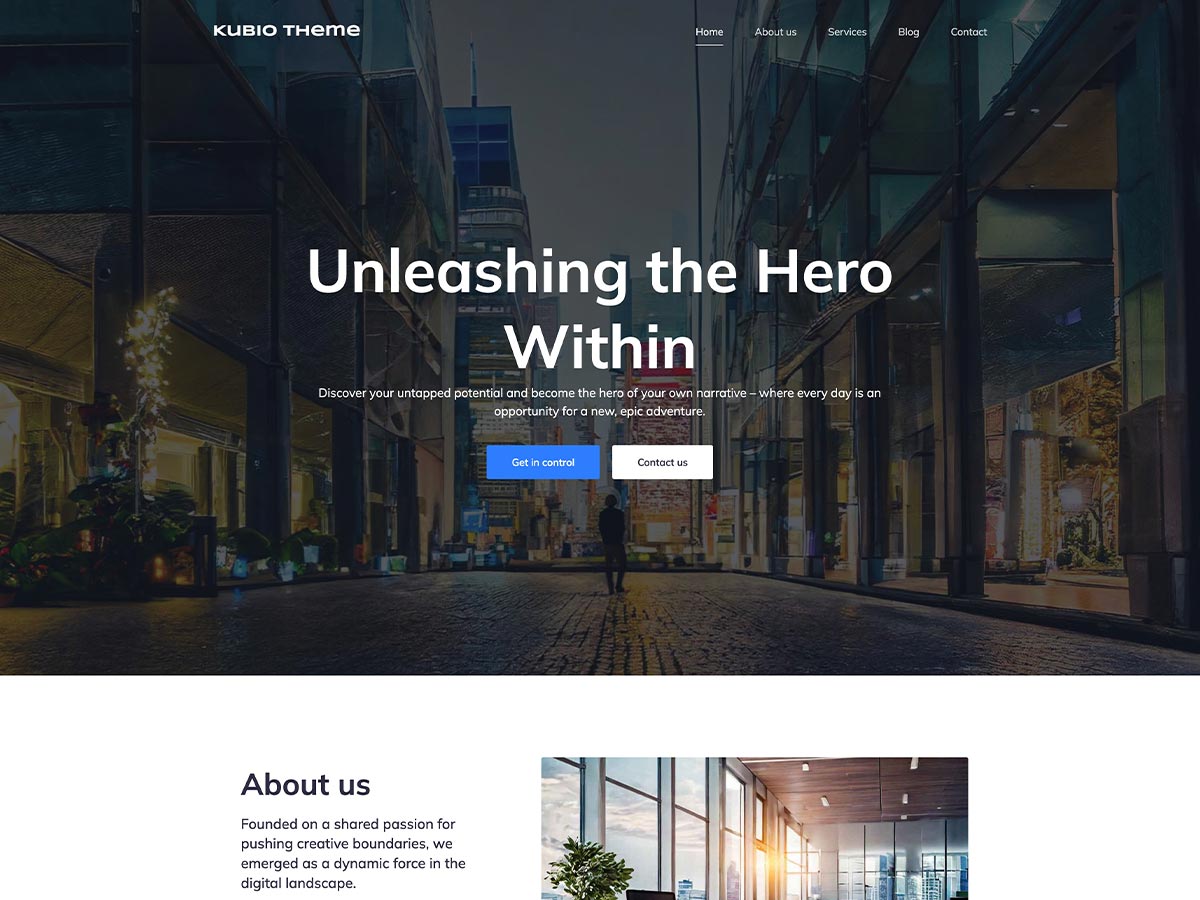 KUBIO THeme
Home
About us
Services
Blog
Contact
Unleashing the Hero
Within
Discover your untapped potential and become the hero of your own narrative – where every day is an
opportunity for a new, epic adventure.
Get in control
Contact us
About us
Founded on a shared passion for
pushing creative boundaries, we
emerged as a dynamic force in the
digital landscape.